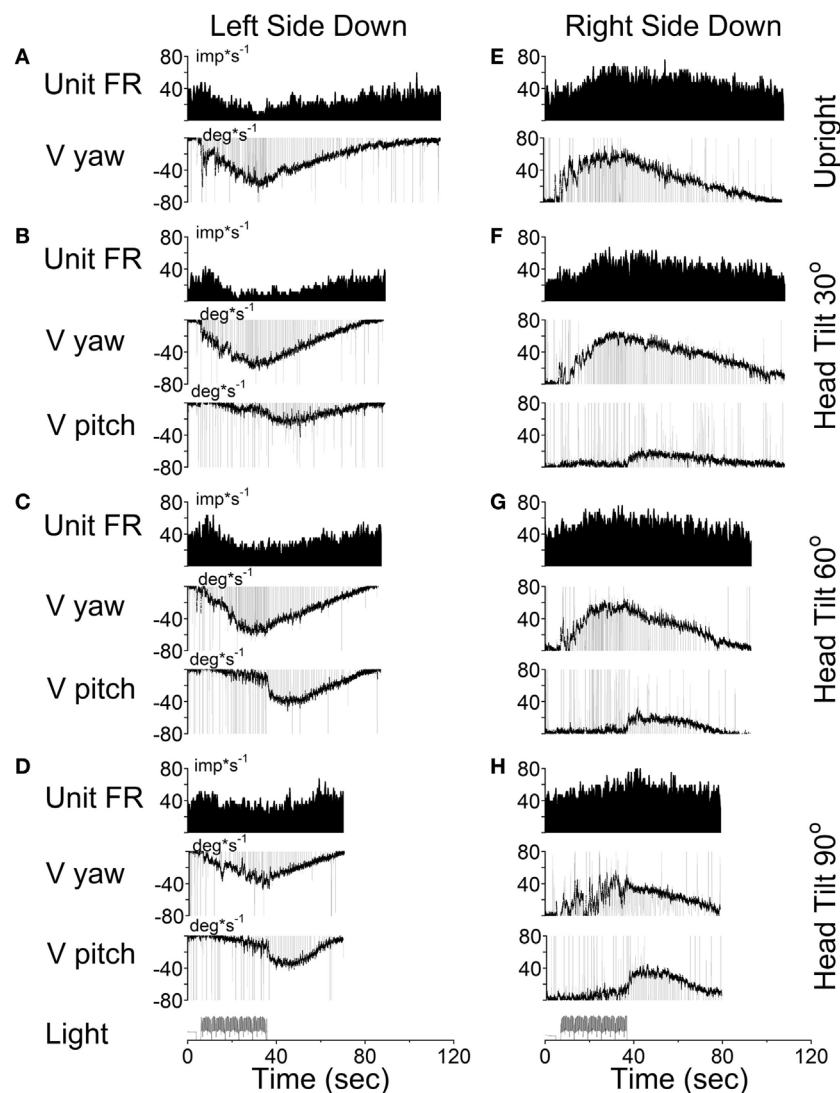 Left Side Down Right Side Down
A imp*s-1 E
Unit FR 80 40 80 40
V yaw deg*s-1 -40 -80 80 40 Upright
B imp*s-1 F
Unit FR 80 40 80 40
V yaw deg*s-1 -40 -80 80 40 Head Tilt 30o
V pitch deg*s-1 -40 -80 80 40
C imp*s-1 G
Unit FR 80 40 80 40
V yaw deg*s-1 -40 -80 80 40 Head Tilt 60o
V pitch deg*s-1 -40 -80 80 40
D imp*s-1 H
Unit FR 80 40 80 40
V yaw deg*s-1 -40 -80 80 40 Head Tilt 90o
V pitch deg*s-1 -40 -80 80 40
Light
0 40 80 120 0 40 80 120
Time (sec) Time (sec)